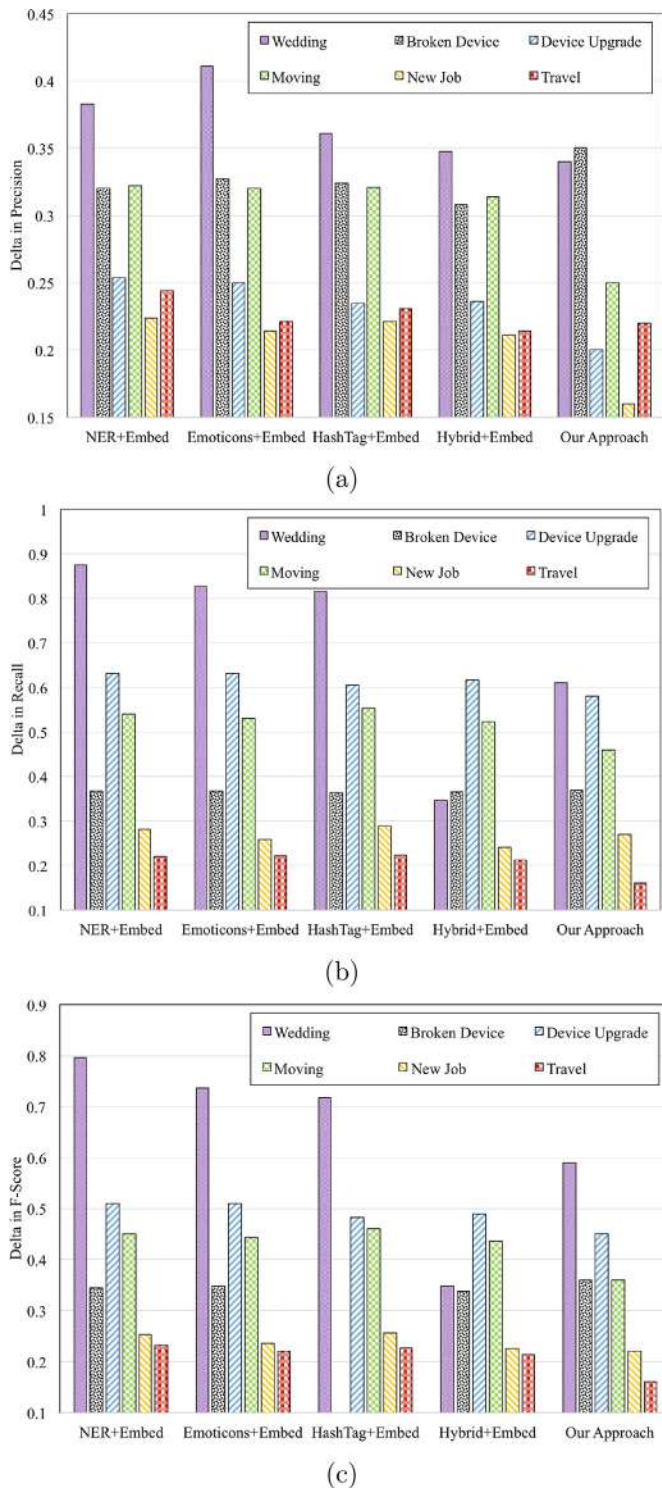 0.45
Wedding Broken Device Device Upgrade
Moving New Job Travel
0.4
0.35
0.3
0.25
0.2
0.15
Delta in Precision
NER+Embed Emoticons+Embed HashTag+Embed Hybrid+Embed Our Approach
(a)
1
Wedding Broken Device Device Upgrade
Moving New Job Travel
0.9
0.8
0.7
0.6
0.5
0.4
0.3
0.2
0.1
Delta in Recall
NER+Embed Emoticons+Embed HashTag+Embed Hybrid+Embed Our Approach
(b)
0.9
Wedding Broken Device Device Upgrade
Moving New Job Travel
0.8
0.7
0.6
0.5
0.4
0.3
0.2
0.1
Delta in F-Score
NER+Embed Emoticons+Embed HashTag+Embed Hybrid+Embed Our Approach
(c)